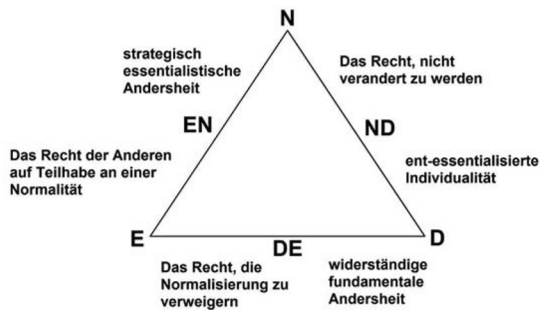 N
strategisch
essentialistische
Andersheit
Das Recht, nicht
verandert zu werden
EN
ND
Das Recht der Anderen
auf Teilhabe an einer
Normalität
ent-essentialisierte
Individualität
E
DE
D
Das Recht, die
Normalisierung zu
verweigern
widerständige
fundamentale
Andersheit